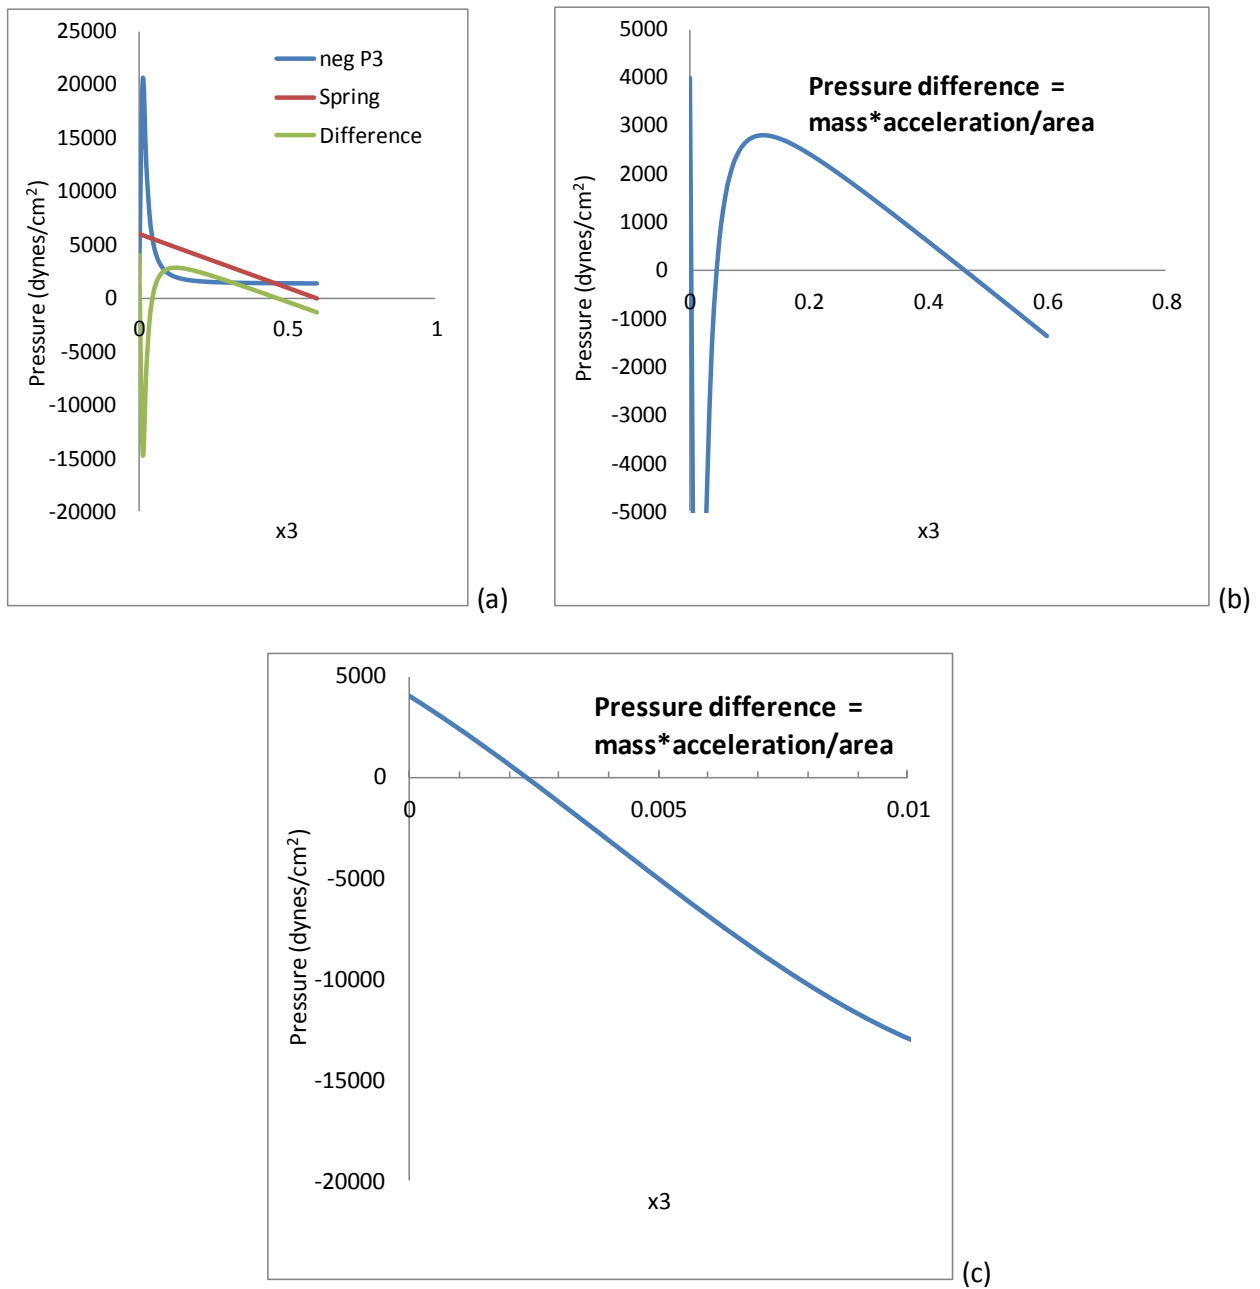 25000
20000
15000
10000
5000
0
-5000
-10000
-15000
-20000
0
0.5
1
Pressure (dynes/cm²)
x3
neg P3
Spring
Difference
(a)
5000
4000
3000
2000
1000
0
-1000
-2000
-3000
-4000
-5000
0
0.2
0.4
0.6
0.8
Pressure (dynes/cm²)
x3
Pressure difference =
mass*acceleration/area
(b)
5000
0
-5000
-10000
-15000
-20000
0
0.005
0.01
Pressure (dynes/cm²)
x3
Pressure difference =
mass*acceleration/area
(c)